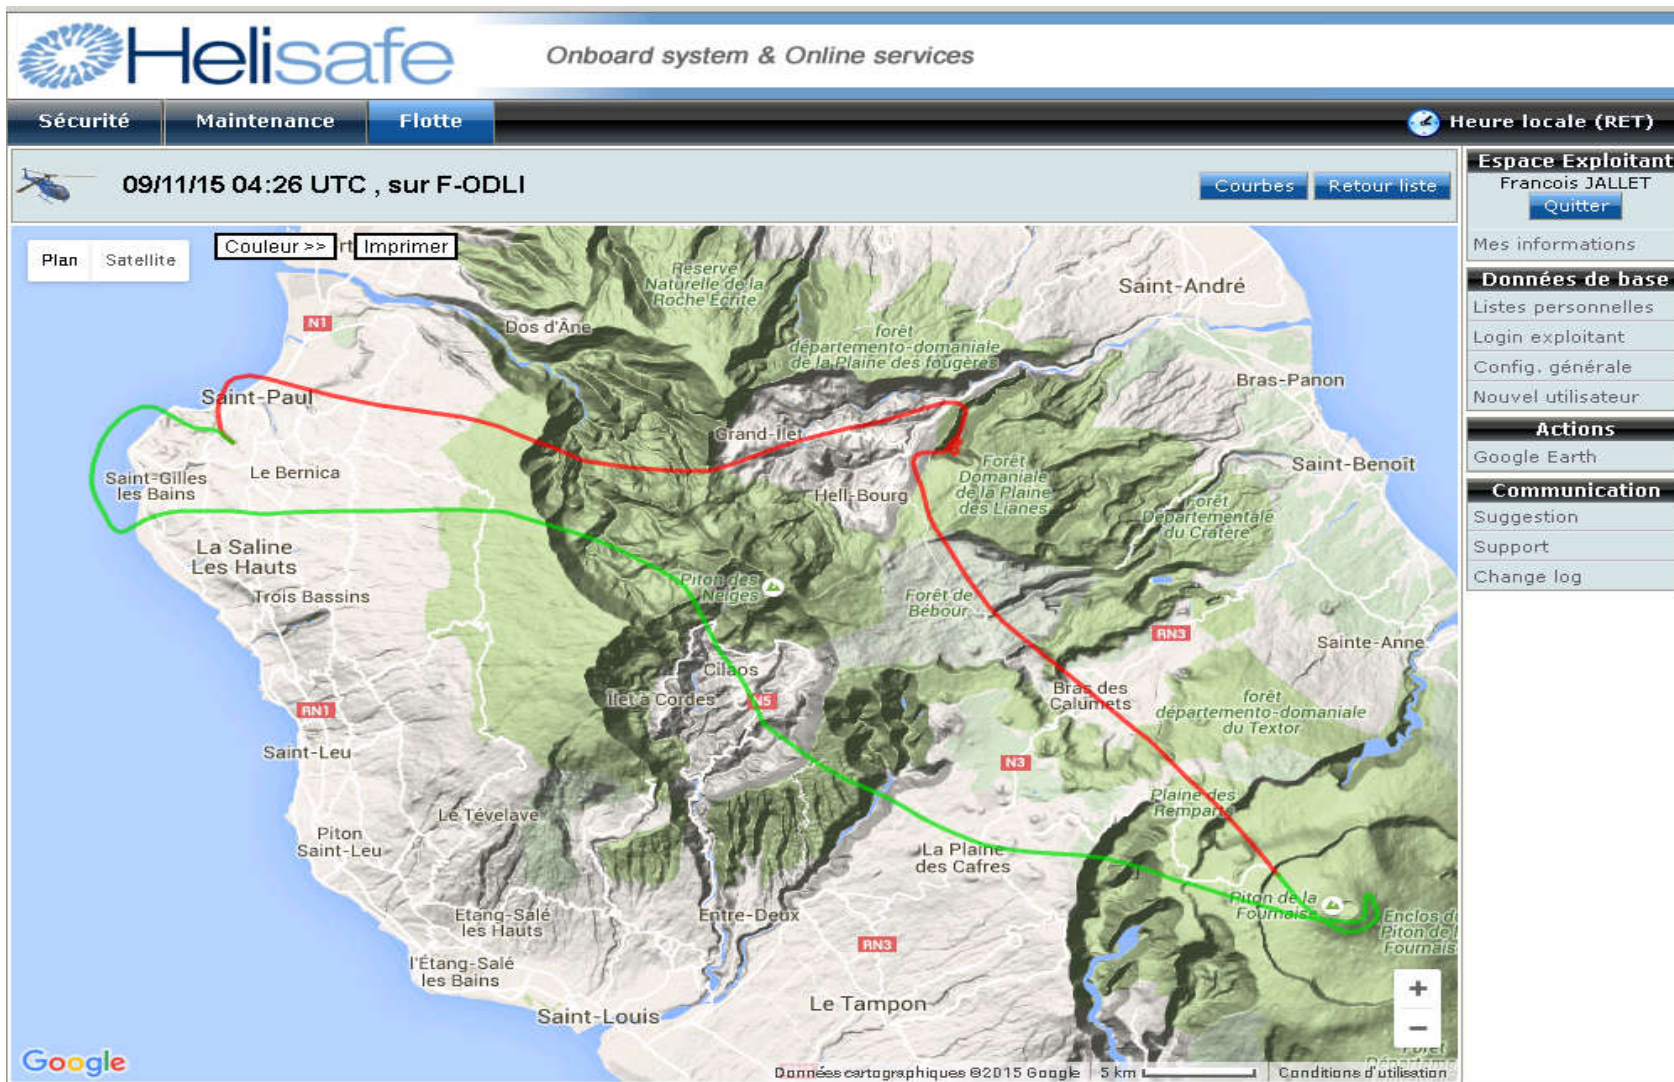 Helisafe
Onboard system & Online services
Sécurité
Maintenance
Flotte
Heure locale (RET)
09/11/15 04:26 UTC , sur F-ODLI
Courbes
Retour liste
Espace Exploitant
Francois JALLET
Quitter
Mes informations
Données de base
Listes personnelles
Login exploitant
Config. générale
Nouvel utilisateur
Actions
Google Earth
Communication
Suggestion
Support
Change log
Plan
Satellite
Couleur >>
Imprimer
Réserve
Naturelle de la
Roche Ecrite
Saint-André
N1
Dos d'Âne
forêt
départemento-domaniale
de la Plaine des fougères
Bras-Panon
Saint-Paul
Grand-Ilet
Saint-Benoît
Forêt
Domaniale
de la Plaine
des Lianes
Le Bernica
Saint-Gilles
les Bains
Hell-Bourg
Forêt
Départementale
du Cratère
La Saline
Les Hauts
Trois Bassins
Piton des
Neiges
Forêt de
Bébour
RN3
Sainte-Anne
Cilaos
Ilet à Cordes
N5
RN1
Bras des
Calumets
forêt
départemento-domaniale
du Textor
Saint-Leu
N3
Plaine des
Remparts
Le Tévelave
Piton
Saint-Leu
La Plaine
des Cafres
Piton de la
Fournaise
Enclos du
Piton de l
Fournais
Etang-Salé
les Hauts
Entre-Deux
RN3
l'Étang-Salé
les Bains
Le Tampon
Saint-Louis
+
−
Google
Données cartographiques ©2015 Google
5 km
Conditions d'utilisation